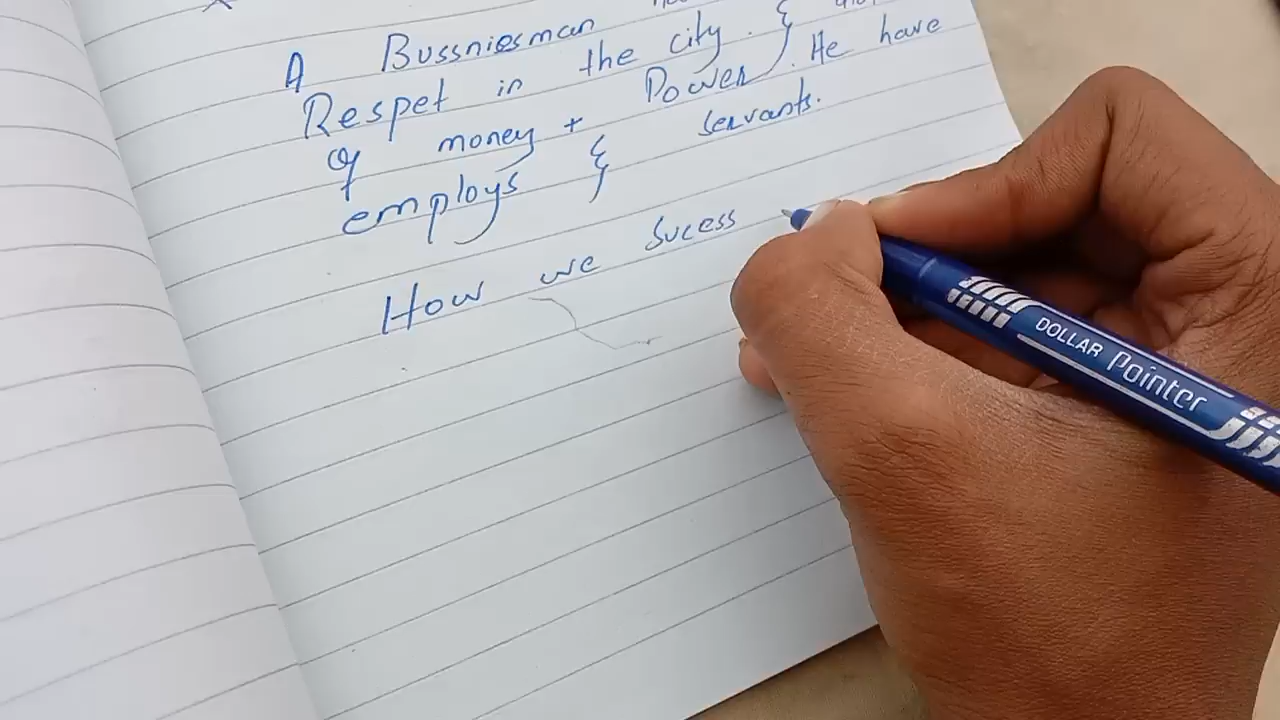 A Bussniesman
Respet in the city. &
of money + Power. He have
employs & servants.
How we sucess
DOLLAR Pointer